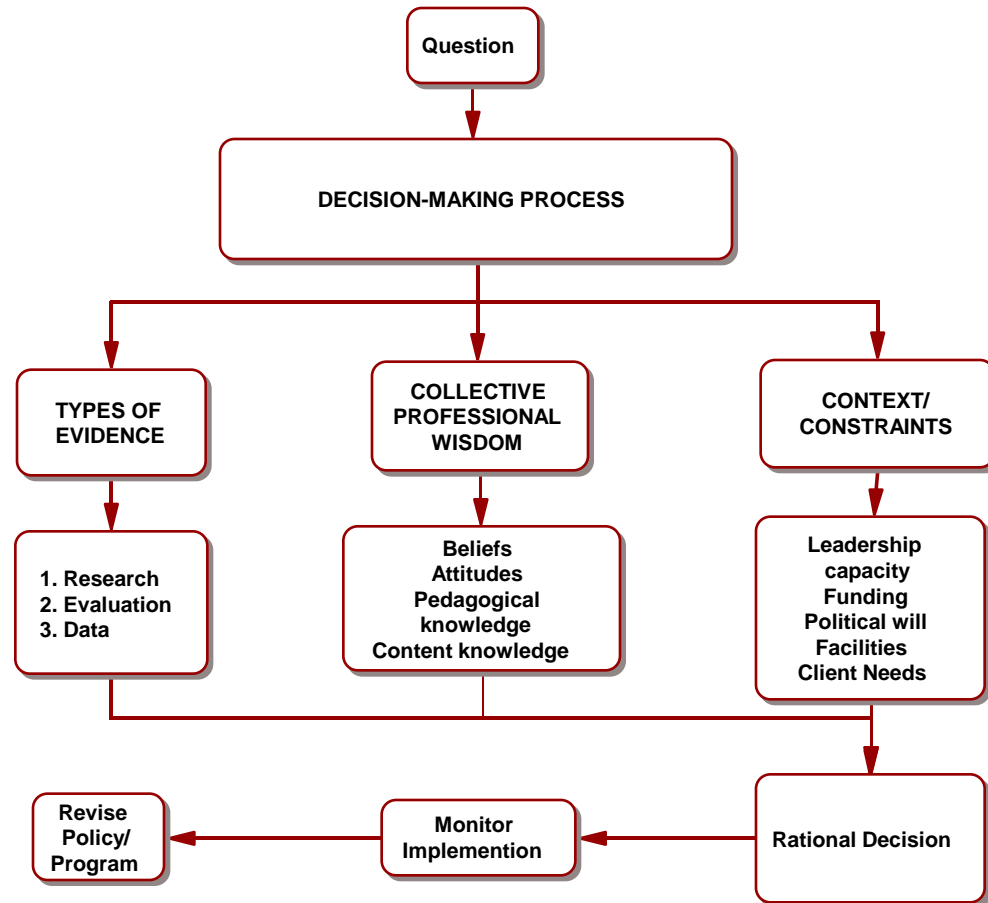 Question
DECISION-MAKING PROCESS
TYPES OF
EVIDENCE
COLLECTIVE
PROFESSIONAL
WISDOM
CONTEXT/
CONSTRAINTS
1. Research
2. Evaluation
3. Data
Beliefs
Attitudes
Pedagogical
knowledge
Content knowledge
Leadership
capacity
Funding
Political will
Facilities
Client Needs
Revise
Policy/
Program
Monitor
Implemention
Rational Decision